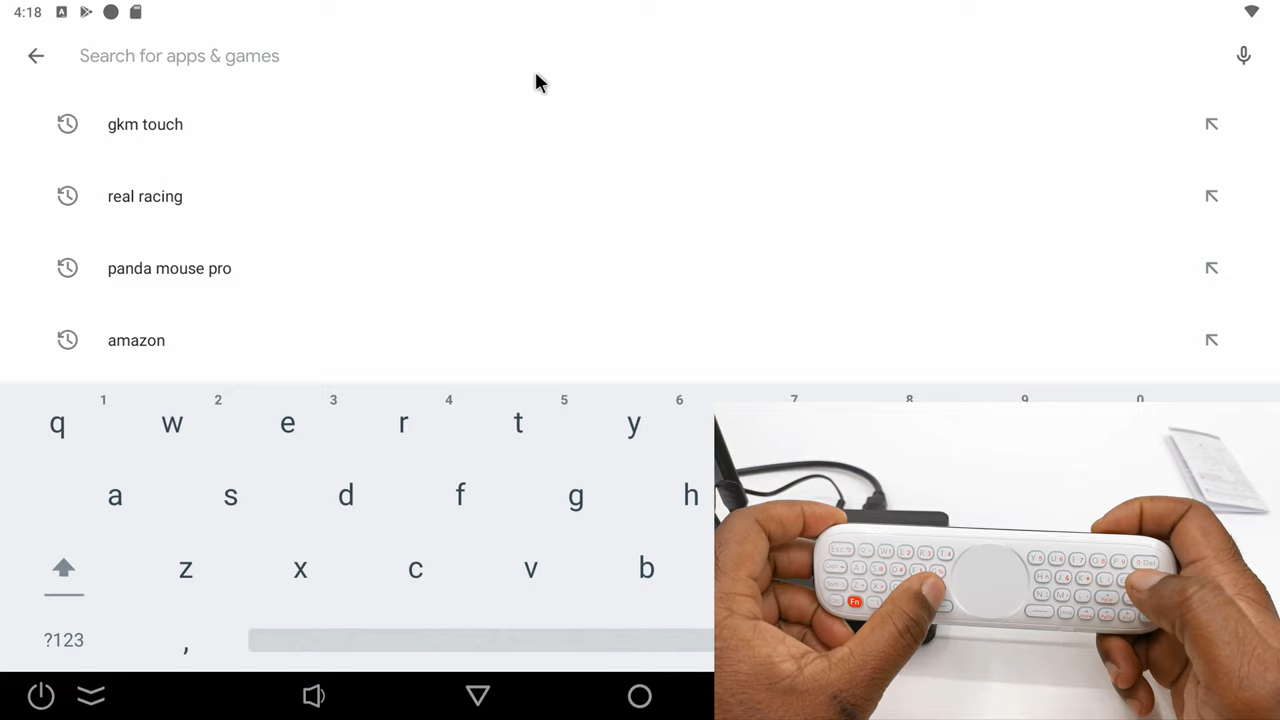 4:18
Search for apps & games
gkm touch
real racing
panda mouse pro
amazon
1 2 3 4 5 6 7 8 9 0
q w e r t y
a s d f g h
z x c v b
?123 ,
Fn